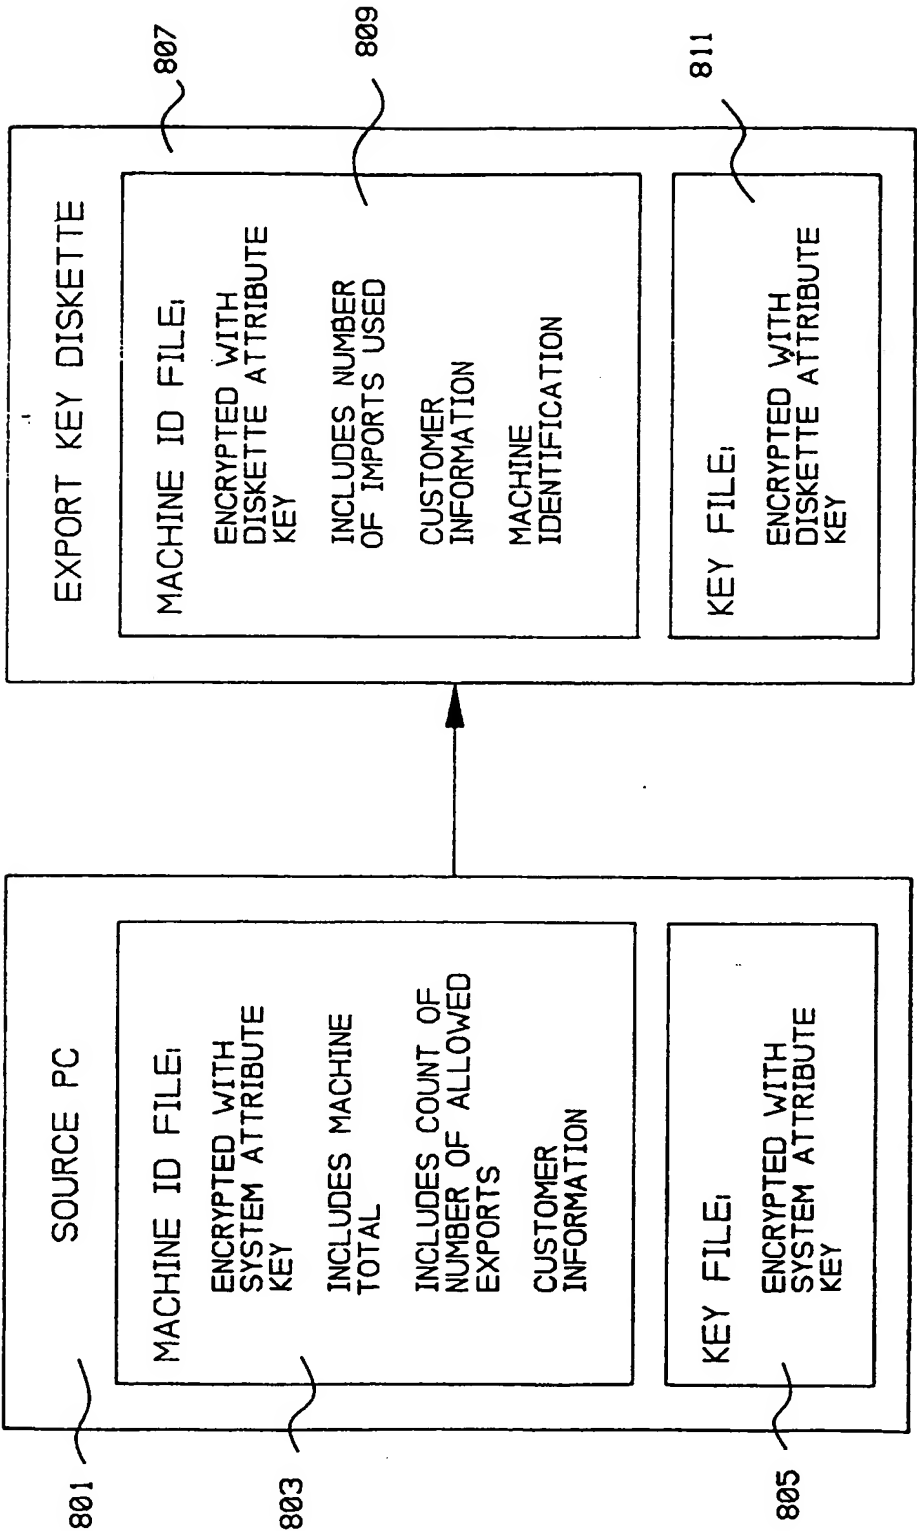 SOURCE PC
801
MACHINE ID FILE:
ENCRYPTED WITH
SYSTEM ATTRIBUTE
KEY
INCLUDES MACHINE
TOTAL
INCLUDES COUNT OF
NUMBER OF ALLOWED
EXPORTS
CUSTOMER
INFORMATION
803
KEY FILE:
ENCRYPTED WITH
SYSTEM ATTRIBUTE
KEY
805
EXPORT KEY DISKETTE
807
MACHINE ID FILE:
ENCRYPTED WITH
DISKETTE ATTRIBUTE
KEY
INCLUDES NUMBER
OF IMPORTS USED
CUSTOMER
INFORMATION
MACHINE
IDENTIFICATION
809
KEY FILE:
ENCRYPTED WITH
DISKETTE ATTRIBUTE
KEY
811